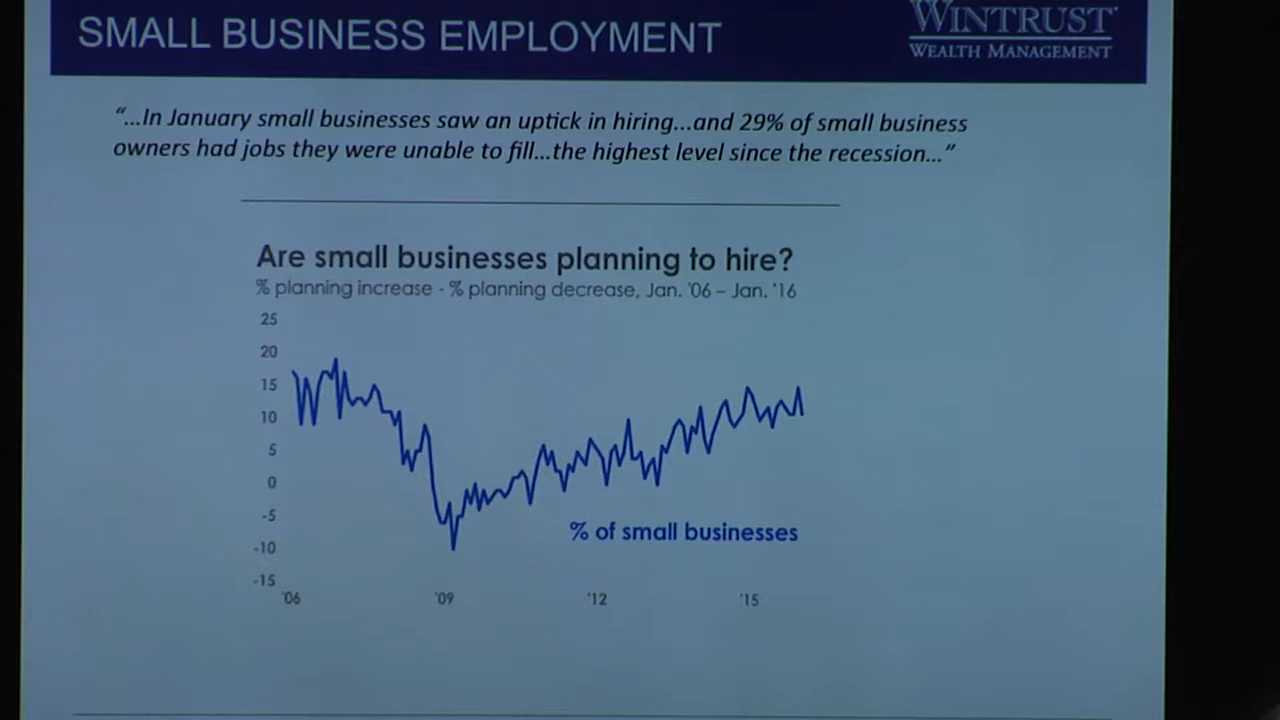 SMALL BUSINESS EMPLOYMENT
WINTRUST
WEALTH MANAGEMENT
“...In January small businesses saw an uptick in hiring...and 29% of small business
owners had jobs they were unable to fill...the highest level since the recession...”
Are small businesses planning to hire?
% planning increase - % planning decrease, Jan. '06 – Jan. '16
25
20
15
10
5
0
-5
-10
-15
% of small businesses
'06 '09 '12 '15